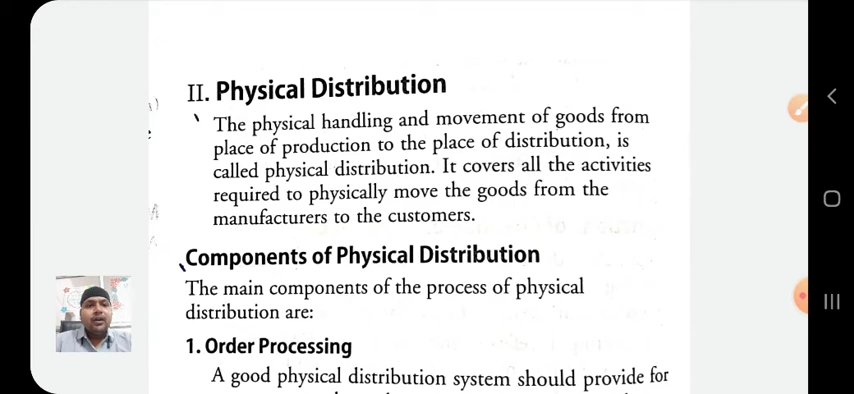 II. Physical Distribution
The physical handling and movement of goods from
place of production to the place of distribution, is
called physical distribution. It covers all the activities
required to physically move the goods from the
manufacturers to the customers.
Components of Physical Distribution
The main components of the process of physical
distribution are:
1. Order Processing
A good physical distribution system should provide for